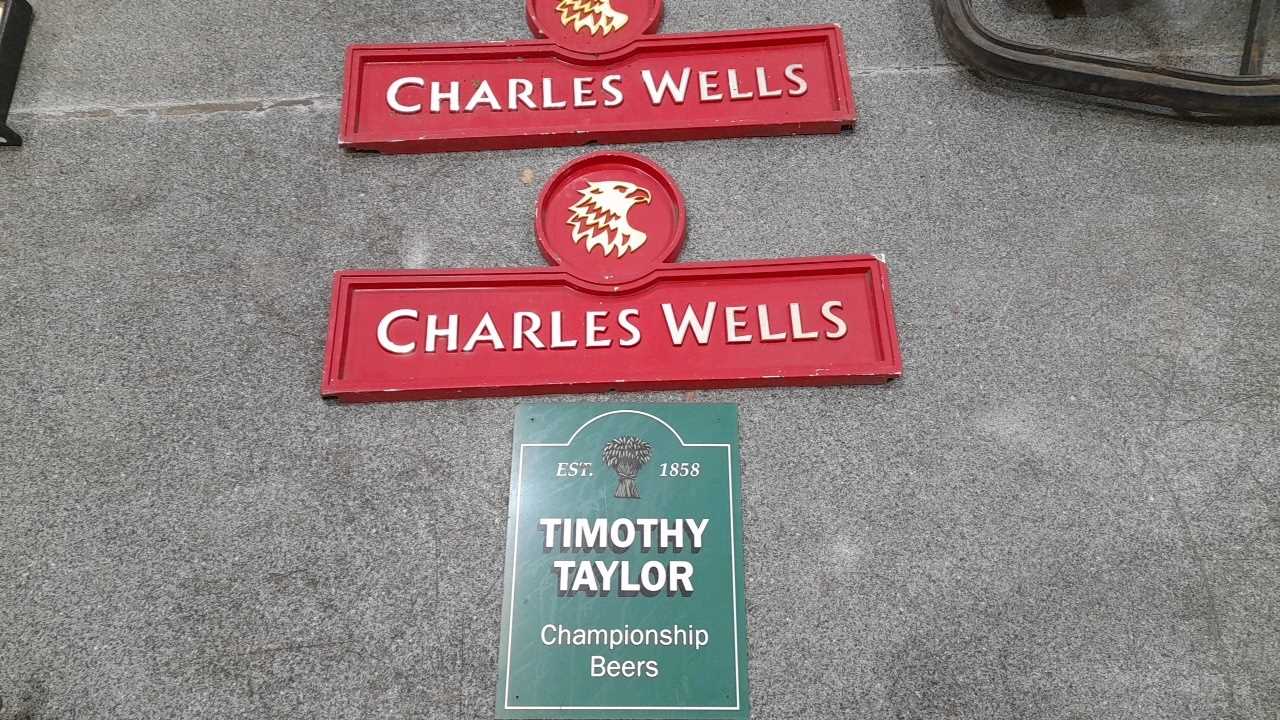 CHARLES WELLS
CHARLES WELLS
EST. 1858
TIMOTHY
TAYLOR
Championship
Beers